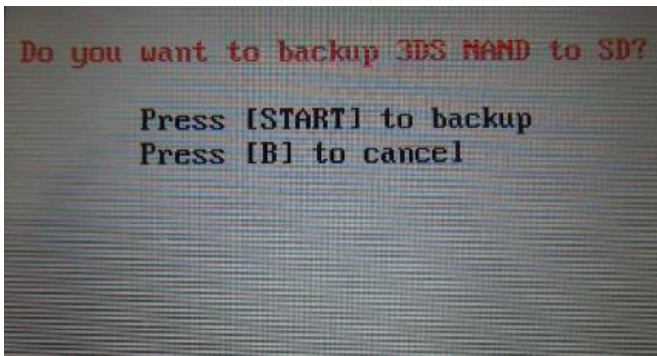 Do you want to backup 3DS NAND to SD?
Press [START] to backup
Press [B] to cancel